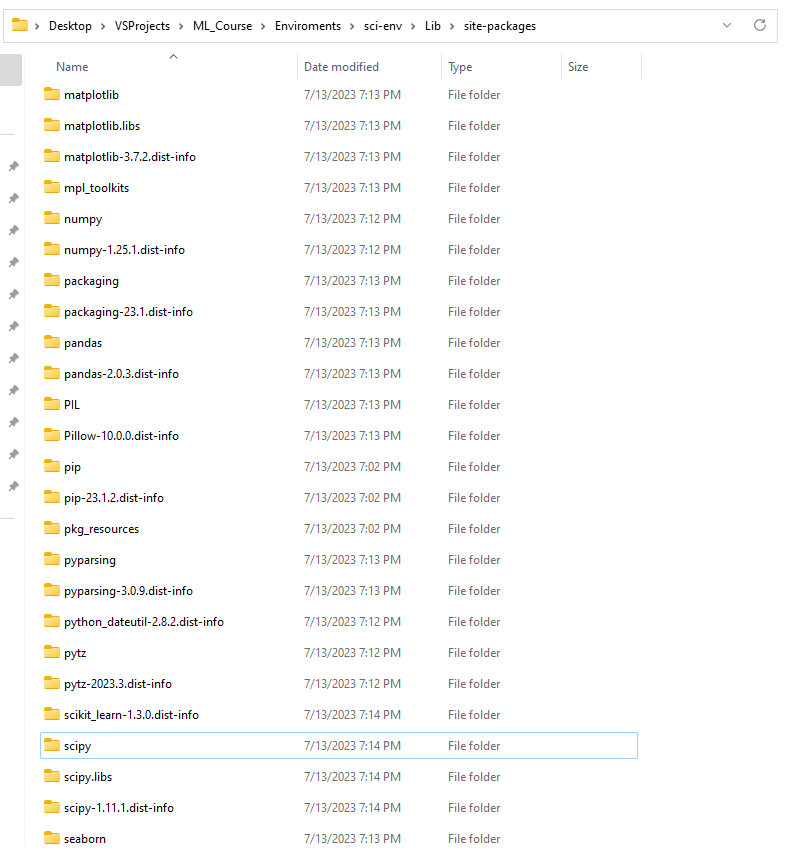 Desktop > VSProjects > ML_Course > Enviroments > sci-env > Lib > site-packages
Name Date modified Type Size
matplotlib 7/13/2023 7:13 PM File folder
matplotlib.libs 7/13/2023 7:13 PM File folder
matplotlib-3.7.2.dist-info 7/13/2023 7:13 PM File folder
mpl_toolkits 7/13/2023 7:13 PM File folder
numpy 7/13/2023 7:12 PM File folder
numpy-1.25.1.dist-info 7/13/2023 7:12 PM File folder
packaging 7/13/2023 7:13 PM File folder
packaging-23.1.dist-info 7/13/2023 7:13 PM File folder
pandas 7/13/2023 7:13 PM File folder
pandas-2.0.3.dist-info 7/13/2023 7:13 PM File folder
PIL 7/13/2023 7:13 PM File folder
Pillow-10.0.0.dist-info 7/13/2023 7:13 PM File folder
pip 7/13/2023 7:02 PM File folder
pip-23.1.2.dist-info 7/13/2023 7:02 PM File folder
pkg_resources 7/13/2023 7:02 PM File folder
pyparsing 7/13/2023 7:13 PM File folder
pyparsing-3.0.9.dist-info 7/13/2023 7:13 PM File folder
python_dateutil-2.8.2.dist-info 7/13/2023 7:12 PM File folder
pytz 7/13/2023 7:12 PM File folder
pytz-2023.3.dist-info 7/13/2023 7:12 PM File folder
scikit_learn-1.3.0.dist-info 7/13/2023 7:14 PM File folder
scipy 7/13/2023 7:14 PM File folder
scipy.libs 7/13/2023 7:14 PM File folder
scipy-1.11.1.dist-info 7/13/2023 7:14 PM File folder
seaborn 7/13/2023 7:13 PM File folder